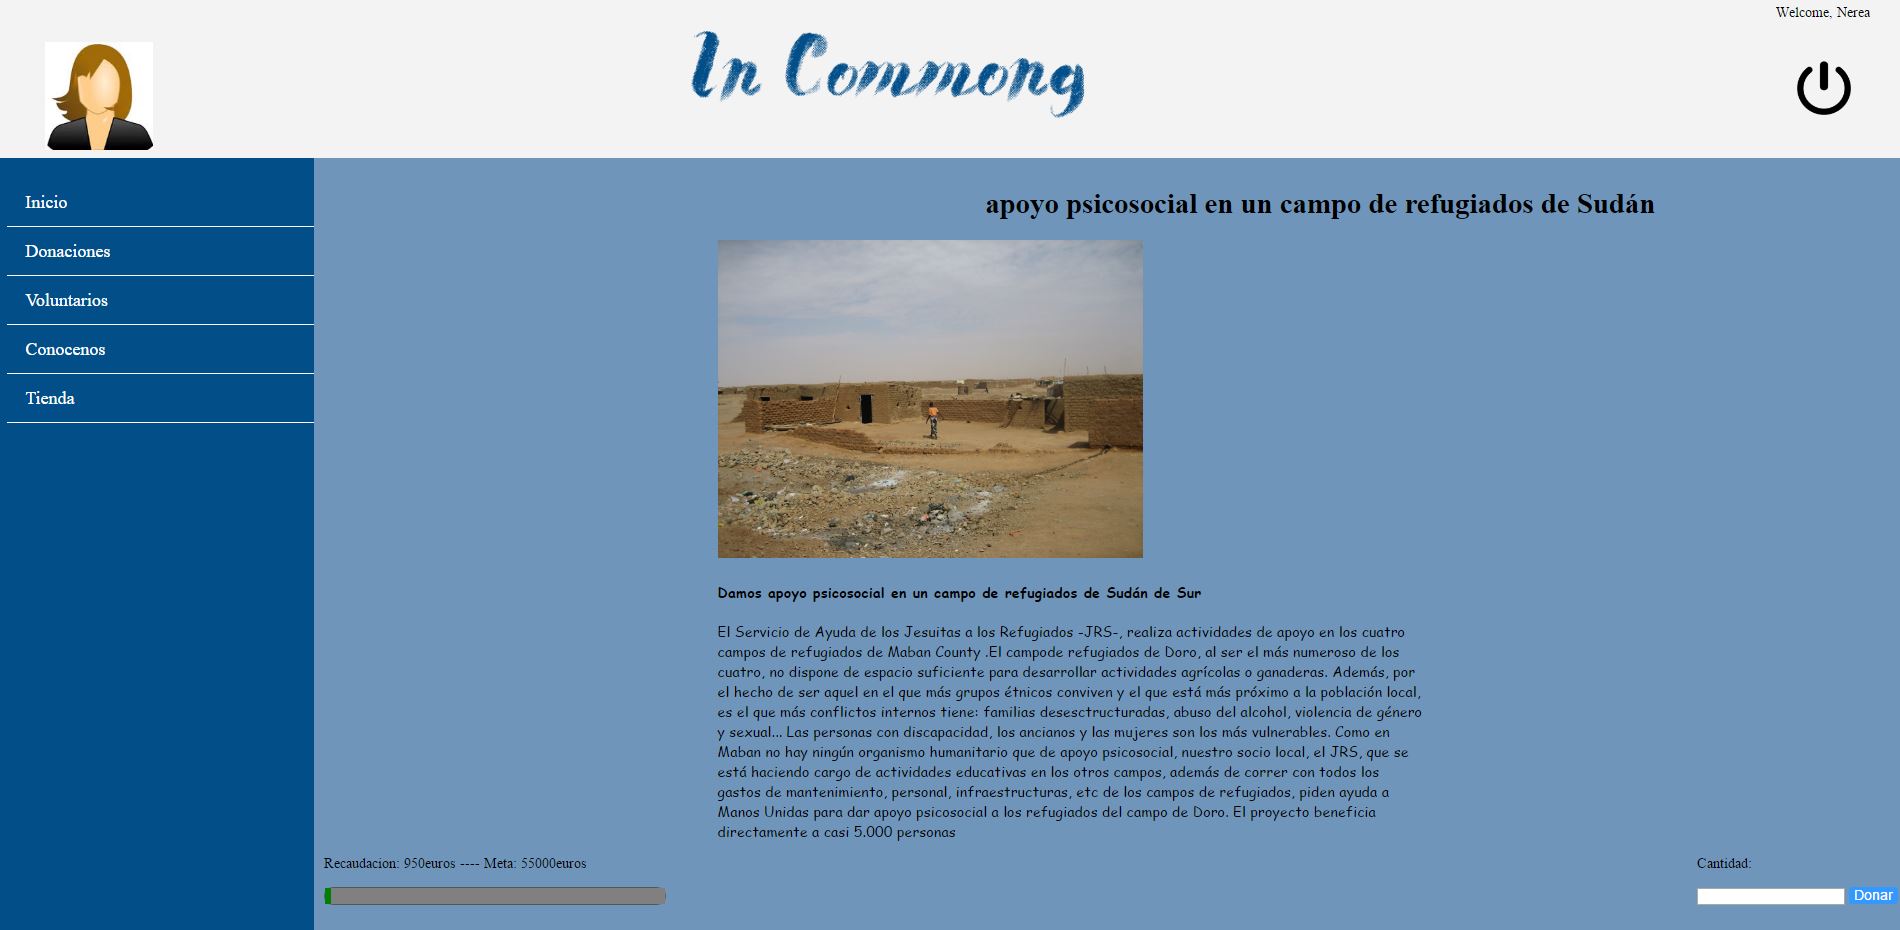 Welcome, Nerea
In Commong
Inicio
Donaciones
Voluntarios
Conocenos
Tienda
apoyo psicosocial en un campo de refugiados de Sudán
Damos apoyo psicosocial en un campo de refugiados de Sudán de Sur
El Servicio de Ayuda de los Jesuitas a los Refugiados -JRS-, realiza actividades de apoyo en los cuatro
campos de refugiados de Maban County .El campode refugiados de Doro, al ser el más numeroso de los
cuatro, no dispone de espacio suficiente para desarrollar actividades agrícolas o ganaderas. Además, por
el hecho de ser aquel en el que más grupos étnicos conviven y el que está más próximo a la población local,
es el que más conflictos internos tiene: familias desesctructuradas, abuso del alcohol, violencia de género
y sexual... Las personas con discapacidad, los ancianos y las mujeres son los más vulnerables. Como en
Maban no hay ningún organismo humanitario que de apoyo psicosocial, nuestro socio local, el JRS, que se
está haciendo cargo de actividades educativas en los otros campos, además de correr con todos los
gastos de mantenimiento, personal, infraestructuras, etc de los campos de refugiados, piden ayuda a
Manos Unidas para dar apoyo psicosocial a los refugiados del campo de Doro. El proyecto beneficia
directamente a casi 5.000 personas
Recaudacion: 950euros ---- Meta: 55000euros
Cantidad:
Donar